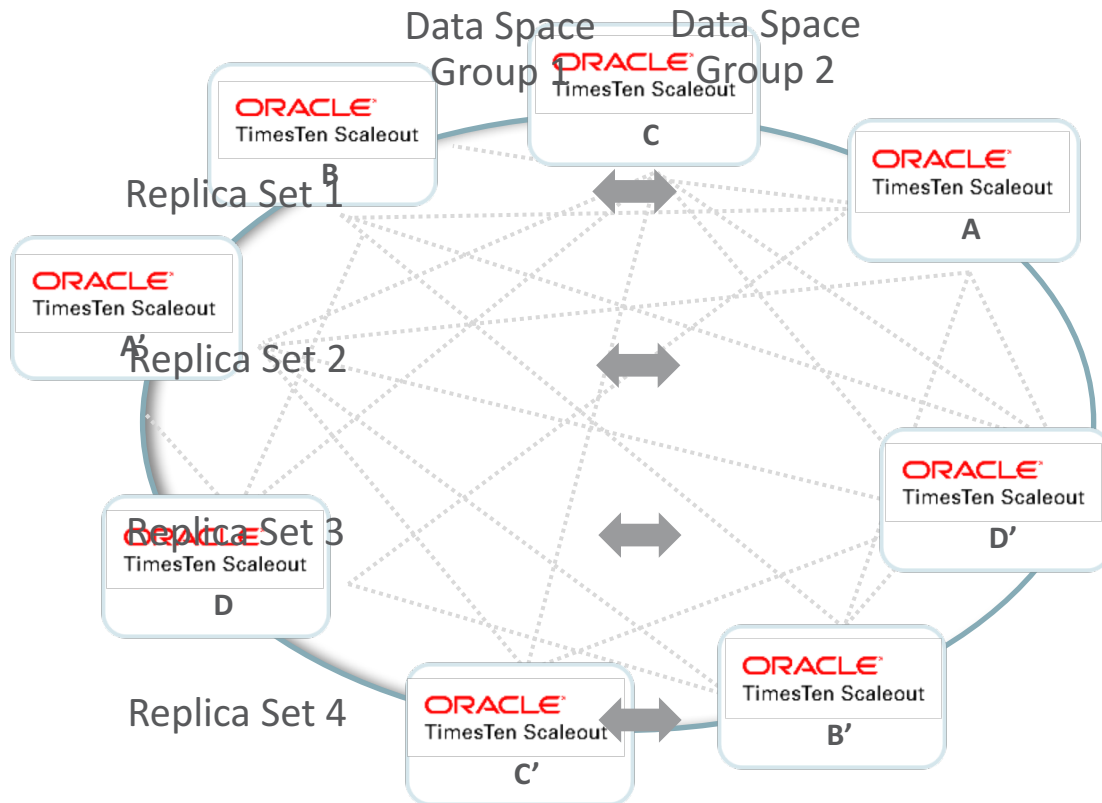 Data Space
Group 1
Data Space
Group 2
ORACLE
TimesTen Scaleout
C
ORACLE
TimesTen Scaleout
B
ORACLE
TimesTen Scaleout
A
Replica Set 1
ORACLE
TimesTen Scaleout
A’
Replica Set 2
ORACLE
TimesTen Scaleout
D’
Replica Set 3
ORACLE
TimesTen Scaleout
D
ORACLE
TimesTen Scaleout
B’
Replica Set 4
ORACLE
TimesTen Scaleout
C’